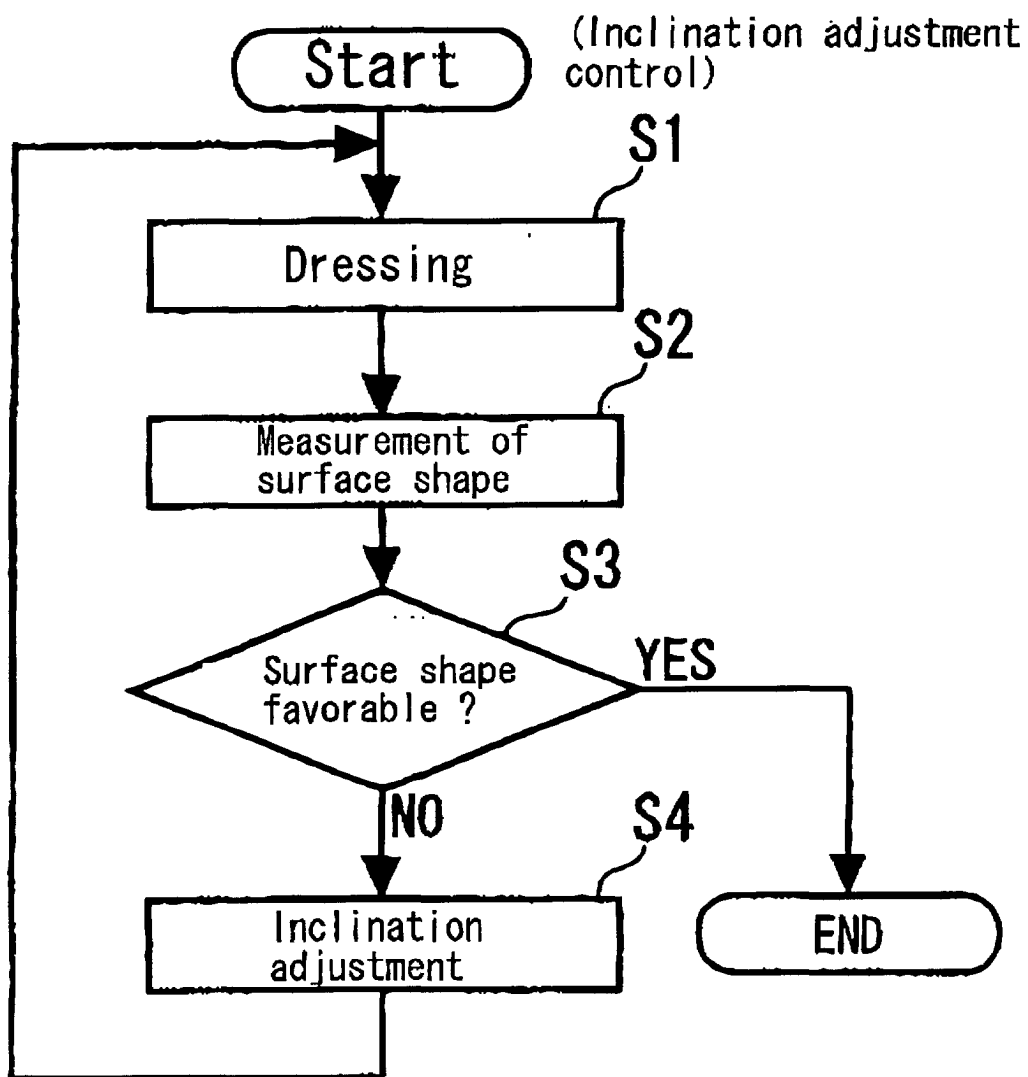 Start
(Inclination adjustment
control)
S1
Dressing
S2
Measurement of
surface shape
S3
Surface shape
favorable ?
YES
NO
S4
Inclination
adjustment
END